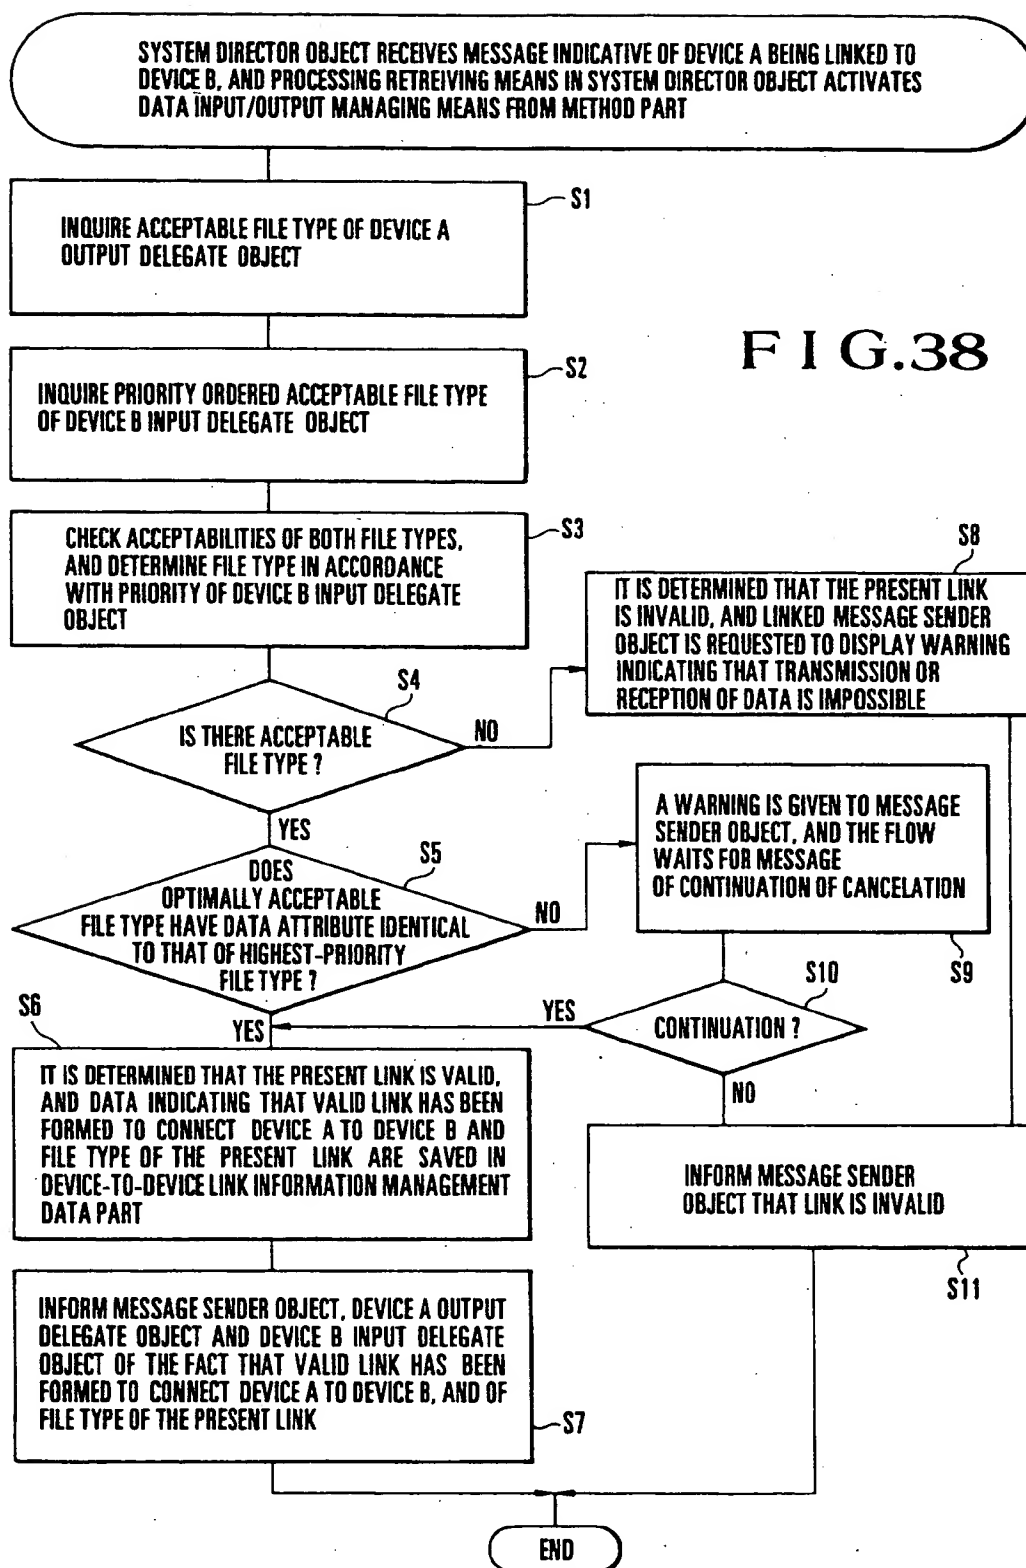 SYSTEM DIRECTOR OBJECT RECEIVES MESSAGE INDICATIVE OF DEVICE A BEING LINKED TO
DEVICE B, AND PROCESSING RETREIVING MEANS IN SYSTEM DIRECTOR OBJECT ACTIVATES
DATA INPUT/OUTPUT MANAGING MEANS FROM METHOD PART
S1
INQUIRE ACCEPTABLE FILE TYPE OF DEVICE A
OUTPUT DELEGATE OBJECT
FIG.38
S2
INQUIRE PRIORITY ORDERED ACCEPTABLE FILE TYPE
OF DEVICE B INPUT DELEGATE OBJECT
S3
CHECK ACCEPTABILITIES OF BOTH FILE TYPES,
AND DETERMINE FILE TYPE IN ACCORDANCE
WITH PRIORITY OF DEVICE B INPUT DELEGATE
OBJECT
S8
IT IS DETERMINED THAT THE PRESENT LINK
IS INVALID, AND LINKED MESSAGE SENDER
OBJECT IS REQUESTED TO DISPLAY WARNING
INDICATING THAT TRANSMISSION OR
RECEPTION OF DATA IS IMPOSSIBLE
S4
IS THERE ACCEPTABLE
FILE TYPE ?
NO
YES
S5
DOES
OPTIMALLY ACCEPTABLE
FILE TYPE HAVE DATA ATTRIBUTE IDENTICAL
TO THAT OF HIGHEST-PRIORITY
FILE TYPE ?
NO
YES
A WARNING IS GIVEN TO MESSAGE
SENDER OBJECT, AND THE FLOW
WAITS FOR MESSAGE
OF CONTINUATION OF CANCELATION
S9
S10
CONTINUATION ?
YES
NO
S6
IT IS DETERMINED THAT THE PRESENT LINK IS VALID,
AND DATA INDICATING THAT VALID LINK HAS BEEN
FORMED TO CONNECT DEVICE A TO DEVICE B AND
FILE TYPE OF THE PRESENT LINK ARE SAVED IN
DEVICE-TO-DEVICE LINK INFORMATION MANAGEMENT
DATA PART
INFORM MESSAGE SENDER
OBJECT THAT LINK IS INVALID
S11
INFORM MESSAGE SENDER OBJECT, DEVICE A OUTPUT
DELEGATE OBJECT AND DEVICE B INPUT DELEGATE
OBJECT OF THE FACT THAT VALID LINK HAS BEEN
FORMED TO CONNECT DEVICE A TO DEVICE B, AND OF
FILE TYPE OF THE PRESENT LINK
S7
END